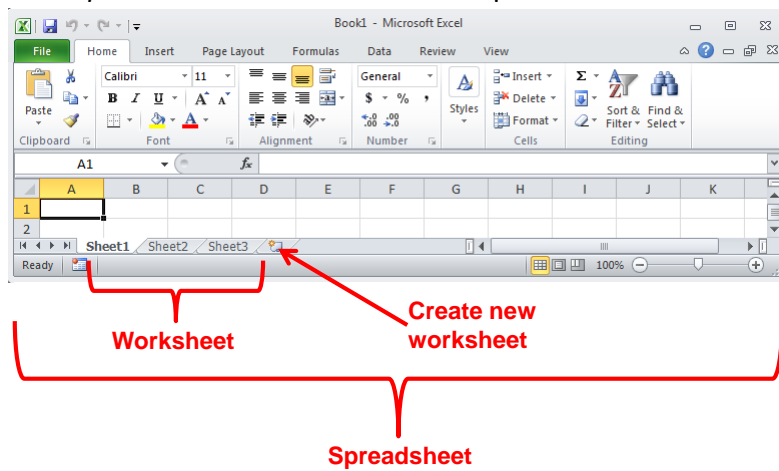 Book1 - Microsoft Excel
File Home Insert Page Layout Formulas Data Review View
Calibri 11 General Insert Σ
B I U A A $ % , Delete
Paste A .00 .00 Styles Format Sort & Find &
Filter Select
Clipboard Font Alignment Number Cells Editing
A1 fx
A B C D E F G H I J K
1
2
Sheet1 Sheet2 Sheet3
Ready 100%
Create new
worksheet
Worksheet
Spreadsheet